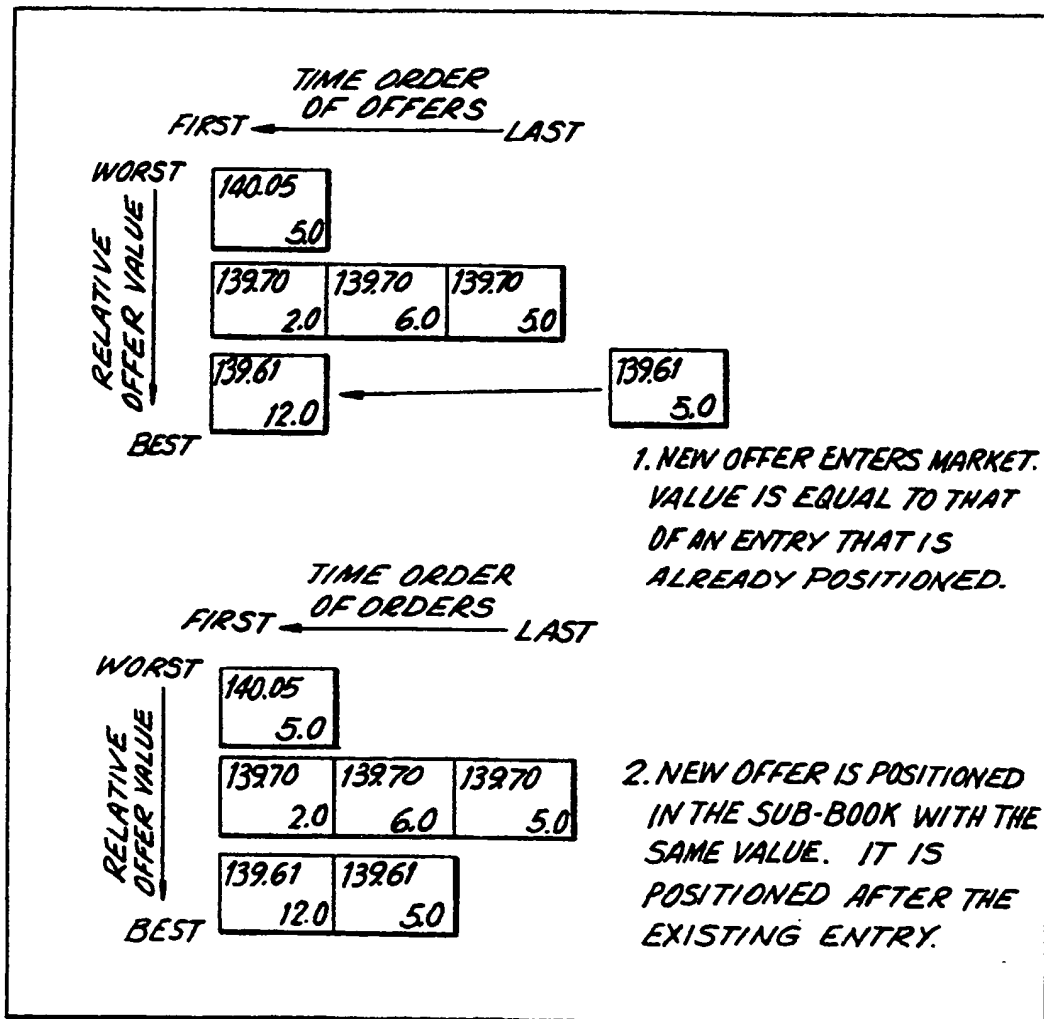 TIME ORDER
OF OFFERS
FIRST LAST
WORST
RELATIVE
OFFER VALUE
140.05
5.0
139.70 139.70 139.70
2.0 6.0 5.0
139.61 139.61
12.0 5.0
BEST
1. NEW OFFER ENTERS MARKET.
VALUE IS EQUAL TO THAT
OF AN ENTRY THAT IS
ALREADY POSITIONED.
TIME ORDER
OF ORDERS
FIRST LAST
WORST
RELATIVE
OFFER VALUE
140.05
5.0
139.70 139.70 139.70
2.0 6.0 5.0
139.61 139.61
12.0 5.0
BEST
2. NEW OFFER IS POSITIONED
IN THE SUB-BOOK WITH THE
SAME VALUE. IT IS
POSITIONED AFTER THE
EXISTING ENTRY.